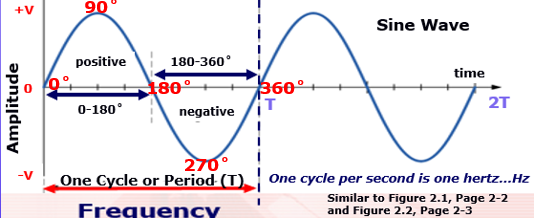 +V
90°
Sine Wave
positive
180-360°
time
Amplitude
0
0°
180°
360°
T
2T
0-180°
negative
270°
-V
One Cycle or Period (T)
One cycle per second is one hertz...Hz
Frequency
Similar to Figure 2.1, Page 2-2
and Figure 2.2, Page 2-3